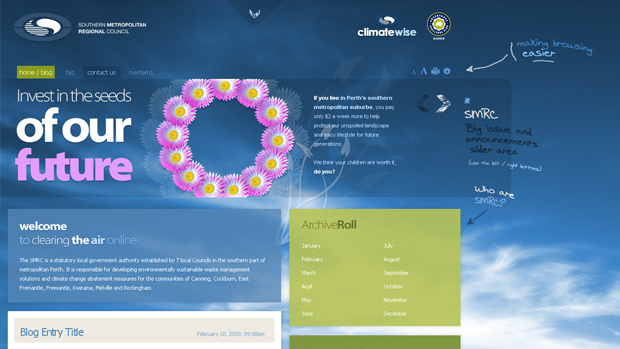 SOUTHERN METROPOLITAN
REGIONAL COUNCIL
climatewise
making browsing
easier
home / blog
faq
contact us
navitem1
A A
Invest in the seeds
of our
future
If you live in Perth's southern
metropolitan suburbs, you pay
only $2 a week more to help
protect our unspoiled landscape
and easy lifestyle for future
generations.
We think your children are worth it,
do you?
SMRC
Big issue and
announcements
slider area
(use the left / right buttons)
Who are
SMRC?
welcome
to clearing the air online
The SMRC is a statutory local government authority established by 7 local Councils in the southern part of
metropolitan Perth. It is responsible for developing environmentally sustainable waste management
solutions and climate change abatement measures for the communities of Canning, Cockburn, East
Fremantle, Fremantle, Kwinana, Melville and Rockingham.
ArchiveRoll
January
February
March
April
May
June
July
August
September
October
November
December
Blog Entry Title
February 10, 2009. 09:08pm